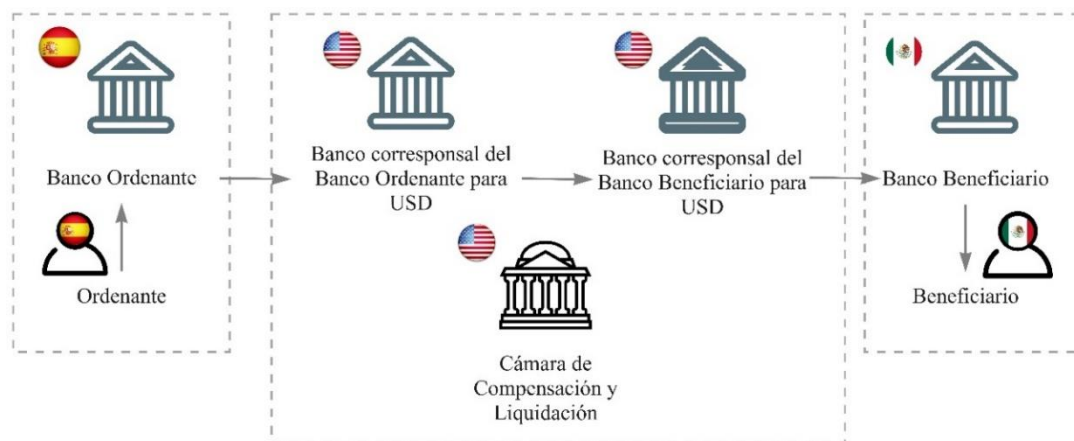 Banco Ordenante
Ordenante
Banco corresponsal del
Banco Ordenante para
USD
Banco corresponsal del
Banco Beneficiario para
USD
Cámara de
Compensación y
Liquidación
Banco Beneficiario
Beneficiario